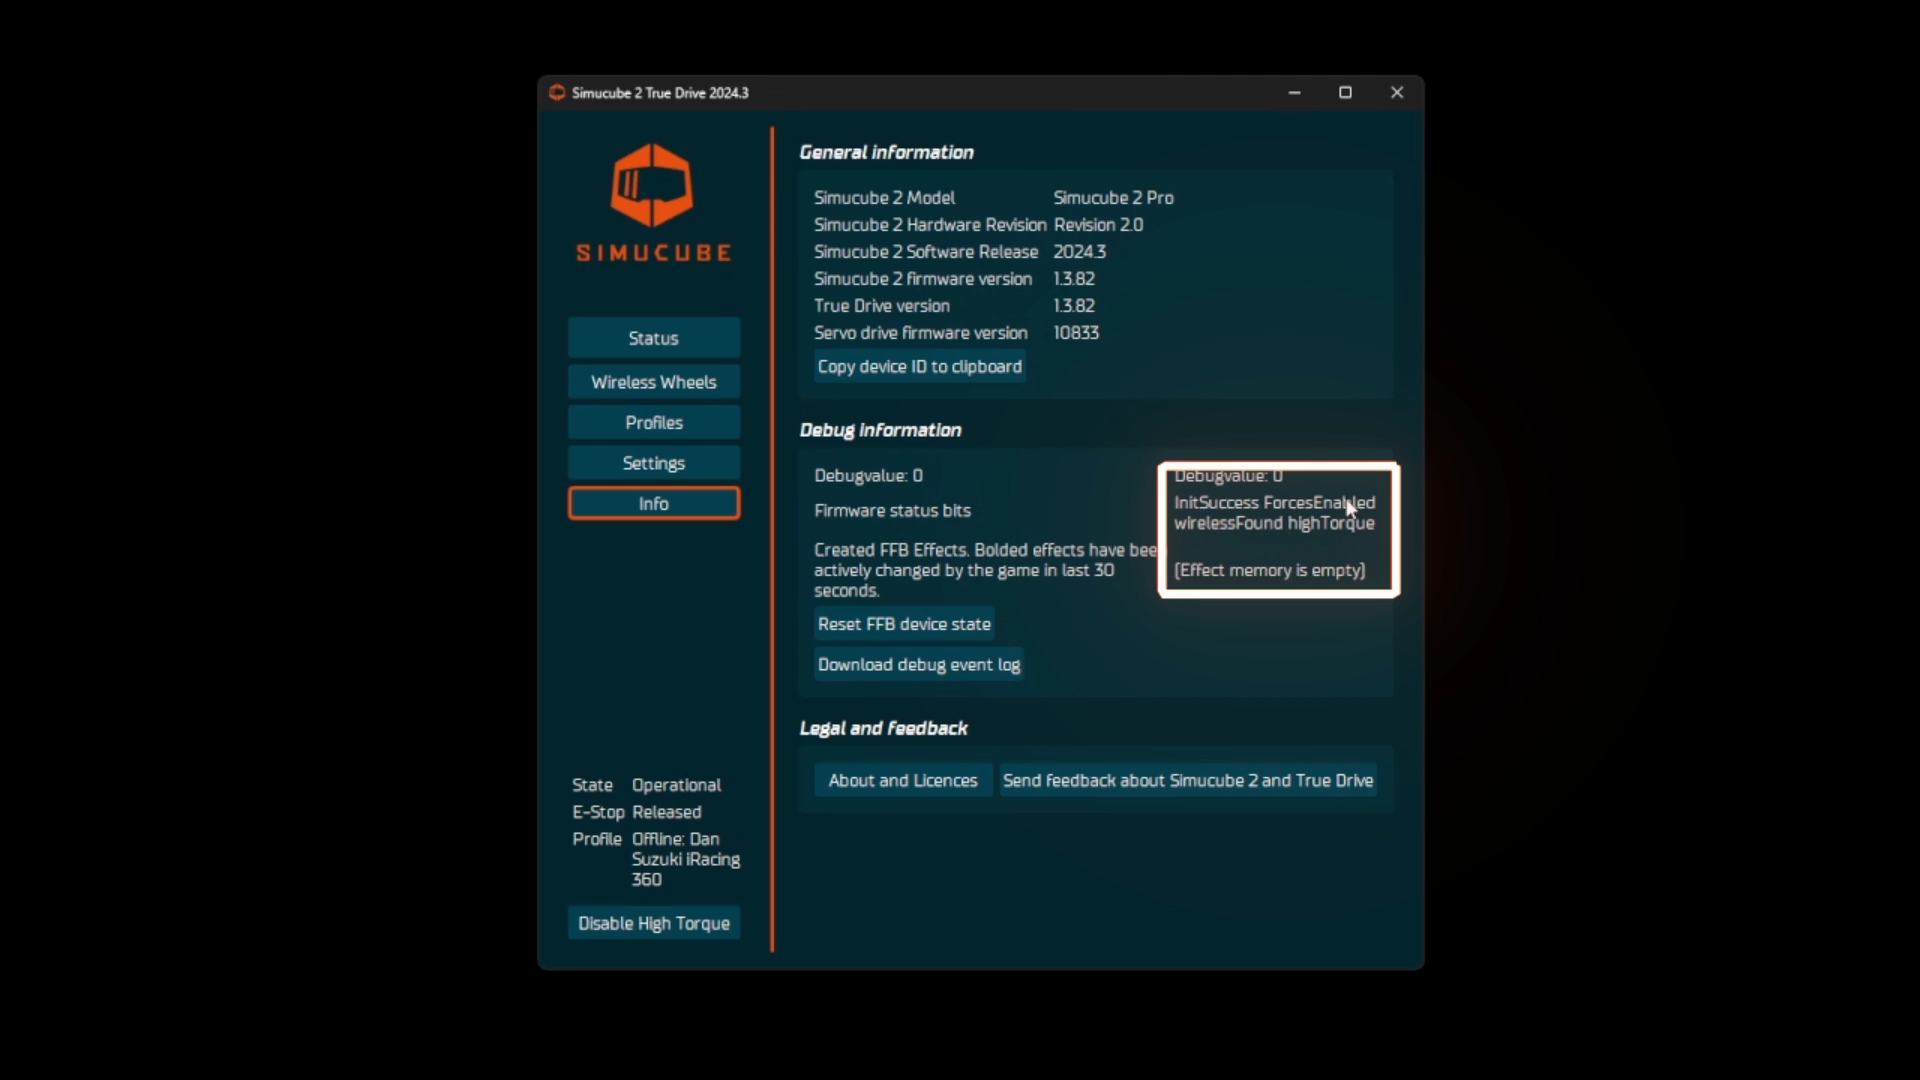 Simucube 2 True Drive 2024.3
SIMUCUBE
Status
Wireless Wheels
Profiles
Settings
Info
State Operational
E-Stop Released
Profile Offline: Dan
Suzuki iRacing
360
Disable High Torque
General information
Simucube 2 Model Simucube 2 Pro
Simucube 2 Hardware Revision Revision 2.0
Simucube 2 Software Release 2024.3
Simucube 2 firmware version 1.3.82
True Drive version 1.3.82
Servo drive firmware version 10833
Copy device ID to clipboard
Debug information
Debugvalue: 0 Debugvalue: 0
Firmware status bits
InitSuccess ForcesEnabled
wirelessFound highTorque
Created FFB Effects. Bolded effects have bee
actively changed by the game in last 30
seconds.
[Effect memory is empty]
Reset FFB device state
Download debug event log
Legal and feedback
About and Licences
Send feedback about Simucube 2 and True Drive